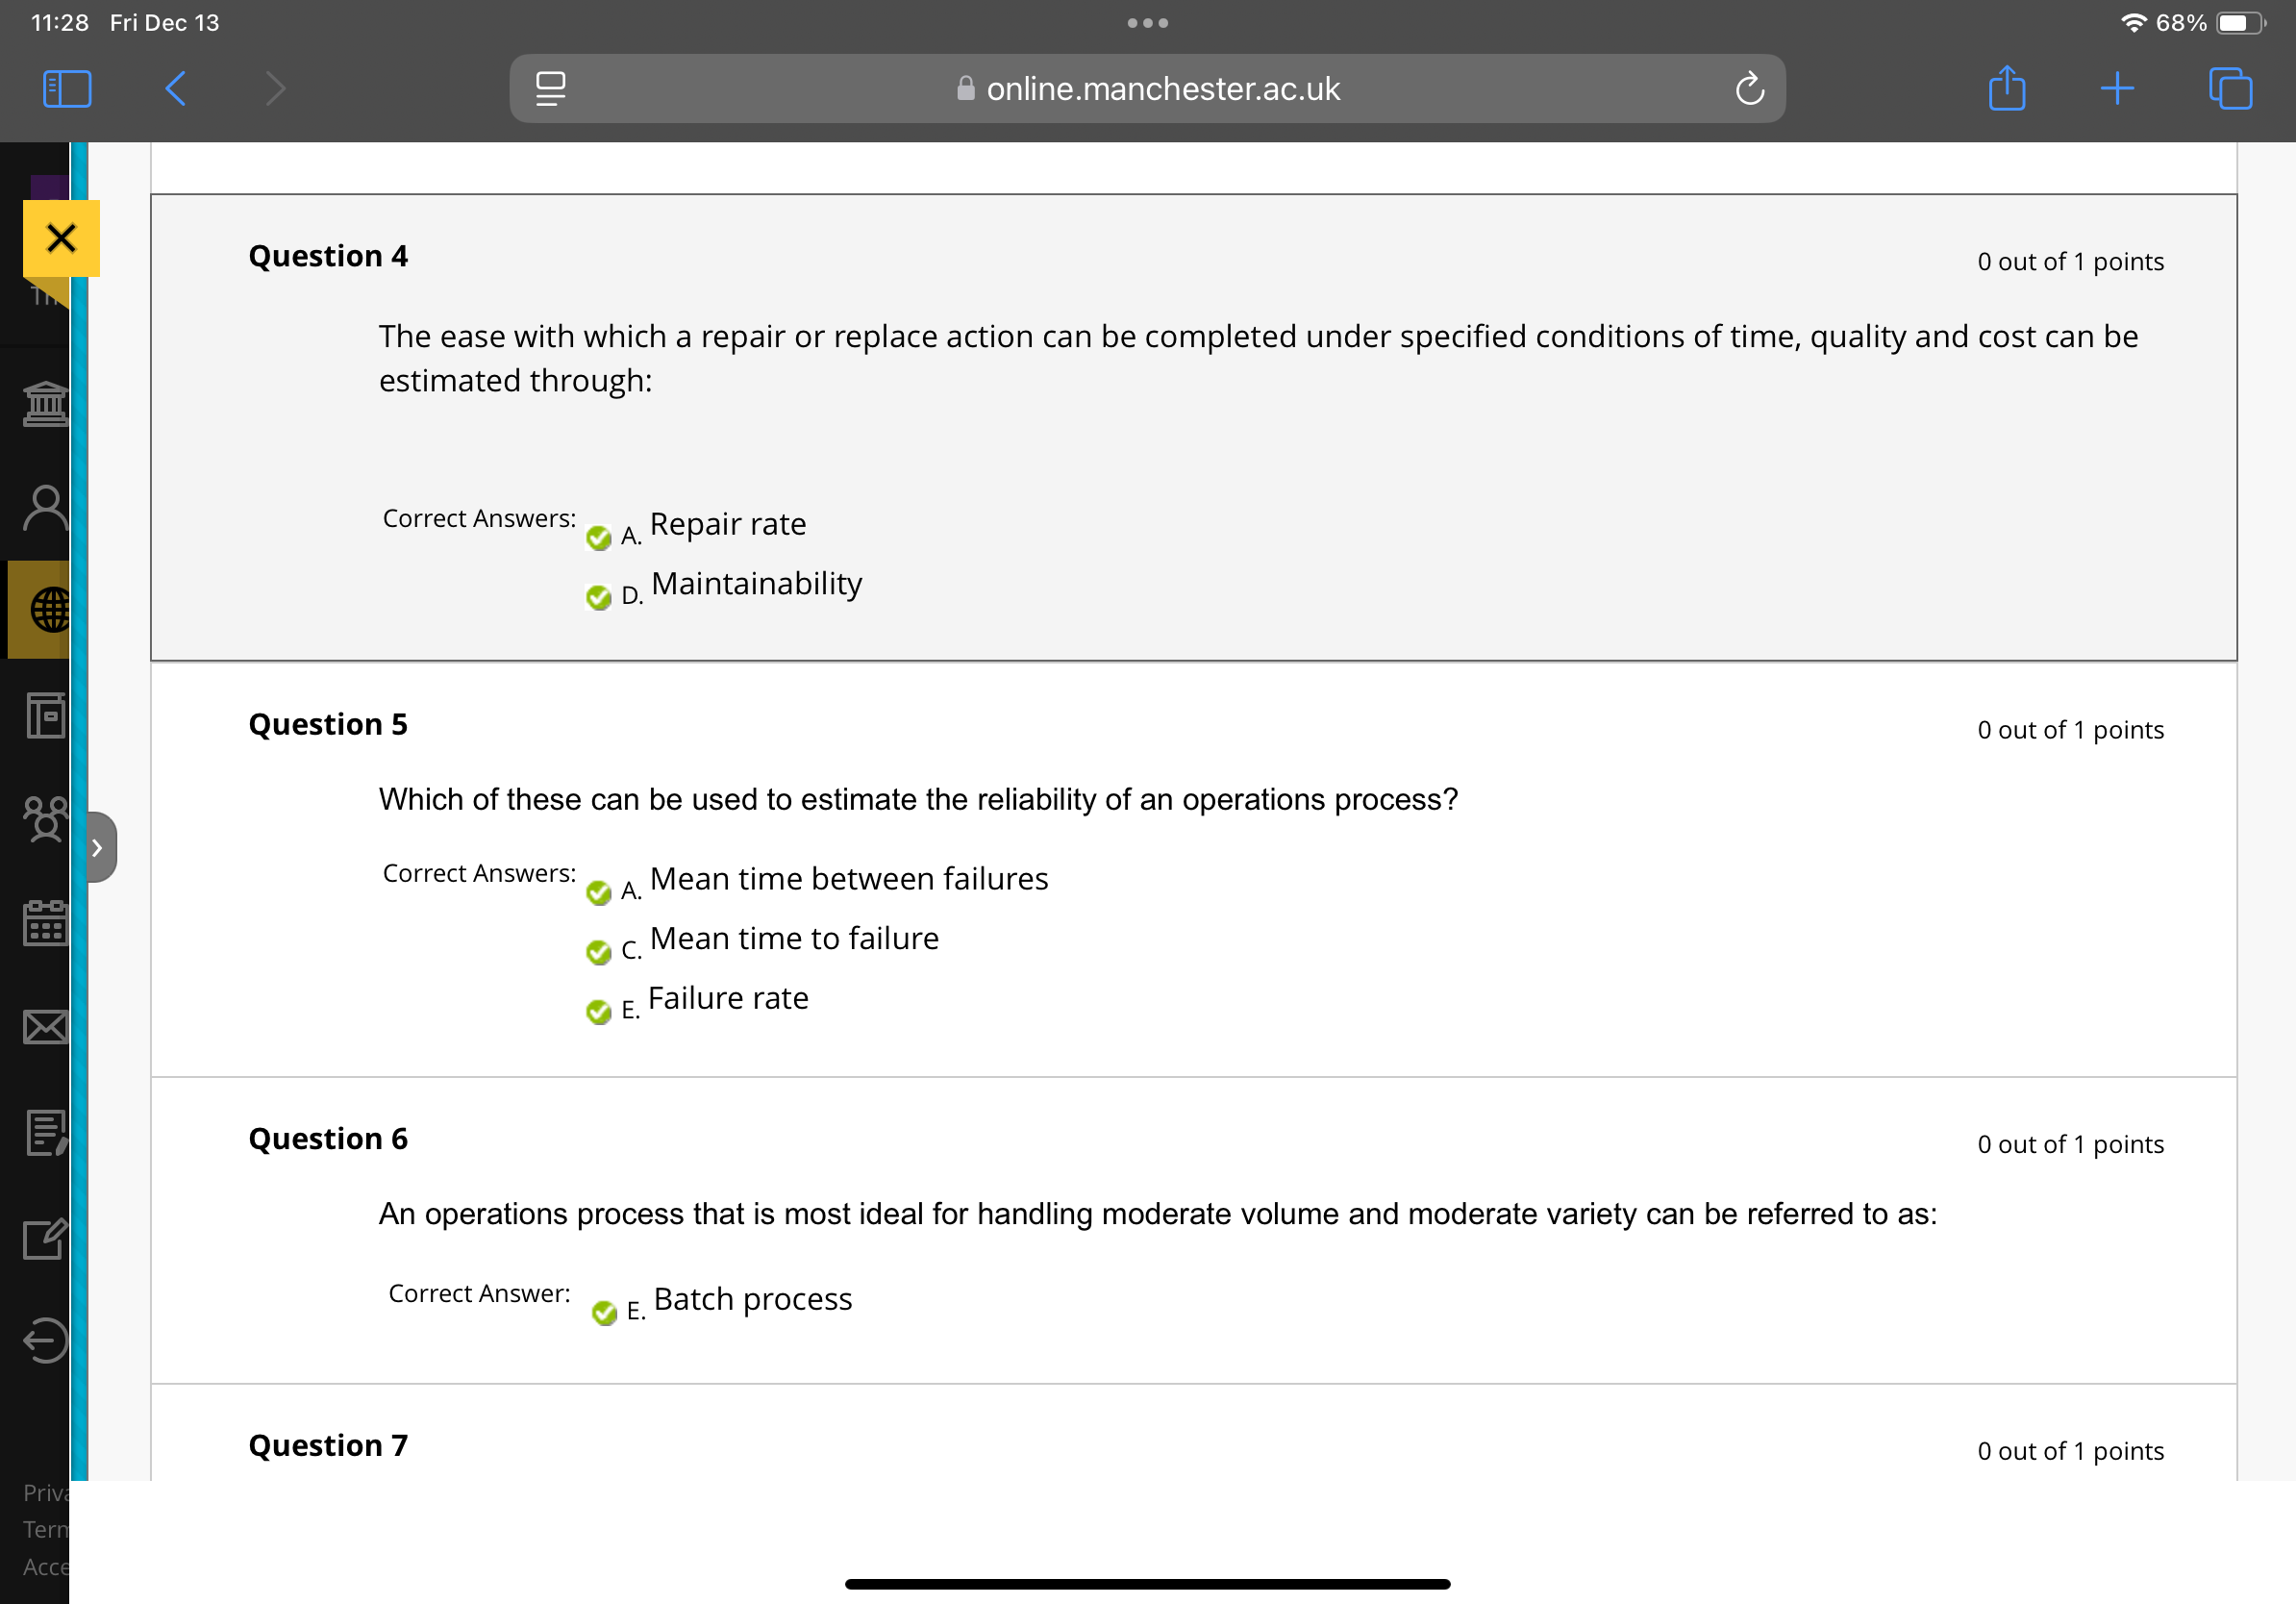 11:28 Fri Dec 13
68%
online.manchester.ac.uk
Question 4
0 out of 1 points
The ease with which a repair or replace action can be completed under specified conditions of time, quality and cost can be
estimated through:
Correct Answers:
A. Repair rate
D. Maintainability
Question 5
0 out of 1 points
Which of these can be used to estimate the reliability of an operations process?
Correct Answers:
A. Mean time between failures
C. Mean time to failure
E. Failure rate
Question 6
0 out of 1 points
An operations process that is most ideal for handling moderate volume and moderate variety can be referred to as:
Correct Answer:
E. Batch process
Question 7
0 out of 1 points
Priva
Term
Acce